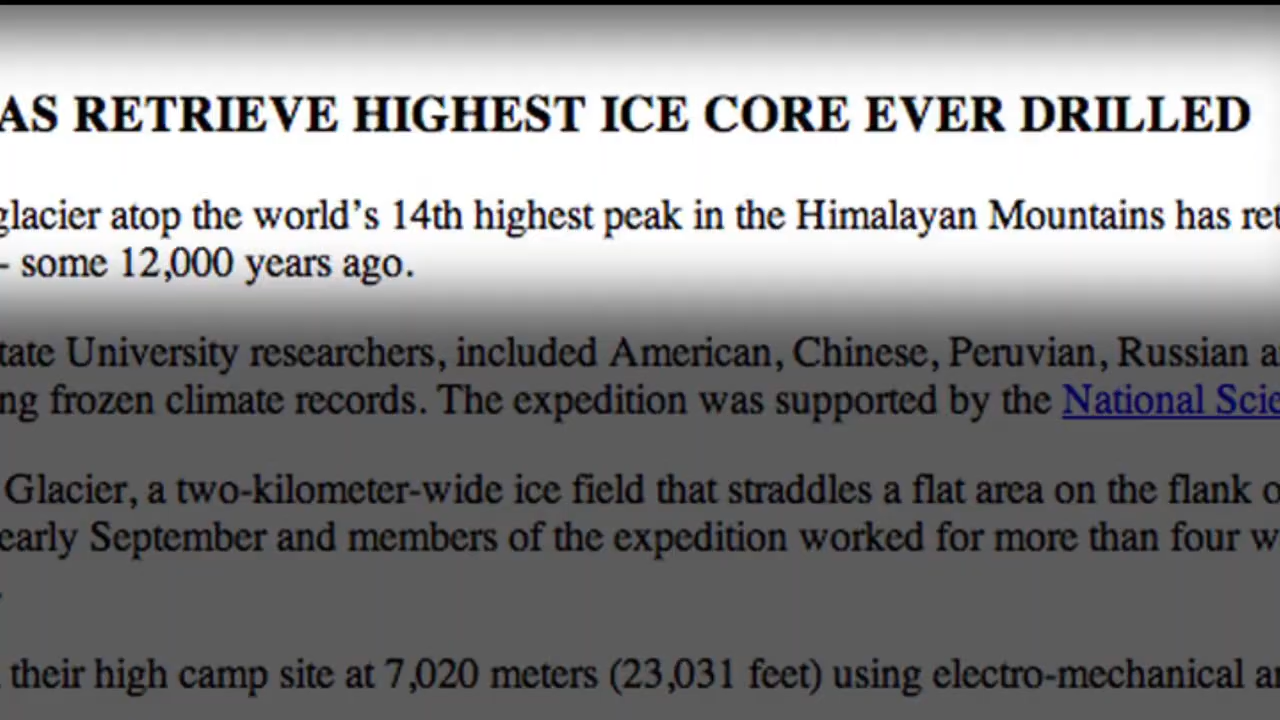 AS RETRIEVE HIGHEST ICE CORE EVER DRILLED
glacier atop the world's 14th highest peak in the Himalayan Mountains has ret
- some 12,000 years ago.
tate University researchers, included American, Chinese, Peruvian, Russian a
ng frozen climate records. The expedition was supported by the National Scie
Glacier, a two-kilometer-wide ice field that straddles a flat area on the flank o
early September and members of the expedition worked for more than four w
their high camp site at 7,020 meters (23,031 feet) using electro-mechanical a